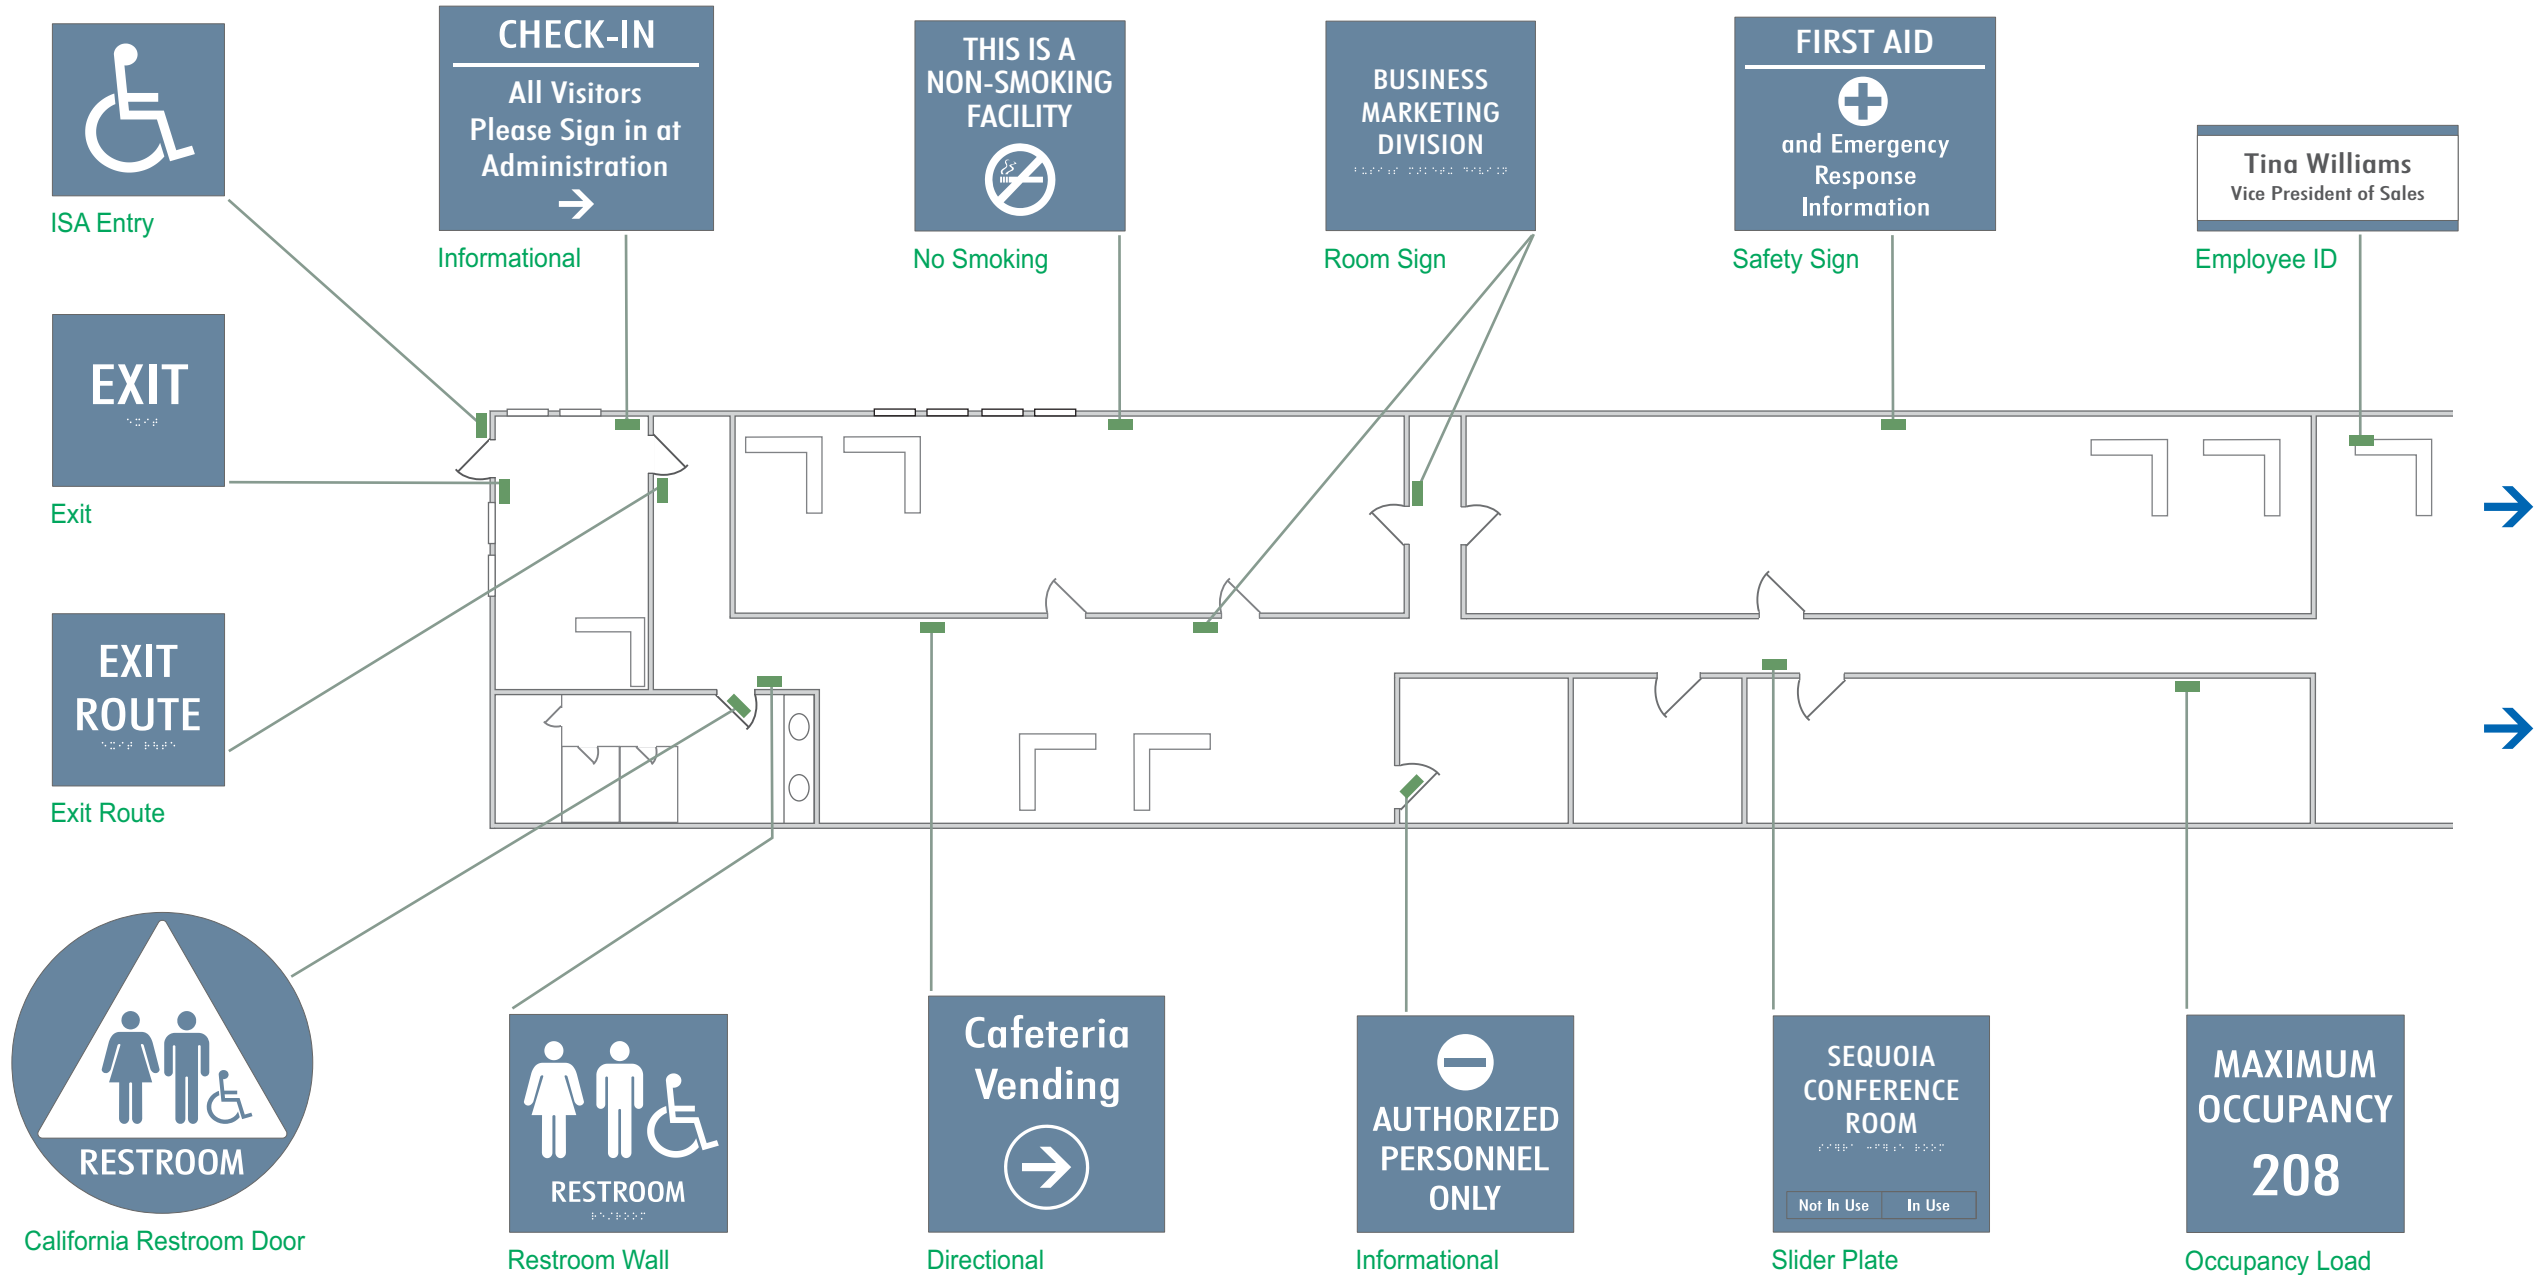 ISA Entry
CHECK-IN
All Visitors
Please Sign in at
Administration
Informational
THIS IS A
NON-SMOKING
FACILITY
No Smoking
BUSINESS
MARKETING
DIVISION
Room Sign
FIRST AID
and Emergency
Response
Information
Safety Sign
Tina Williams
Vice President of Sales
Employee ID
EXIT
Exit
EXIT
ROUTE
Exit Route
RESTROOM
California Restroom Door
RESTROOM
Restroom Wall
Cafeteria
Vending
Directional
AUTHORIZED
PERSONNEL
ONLY
Informational
SEQUOIA
CONFERENCE
ROOM
Not In Use
In Use
Slider Plate
MAXIMUM
OCCUPANCY
208
Occupancy Load